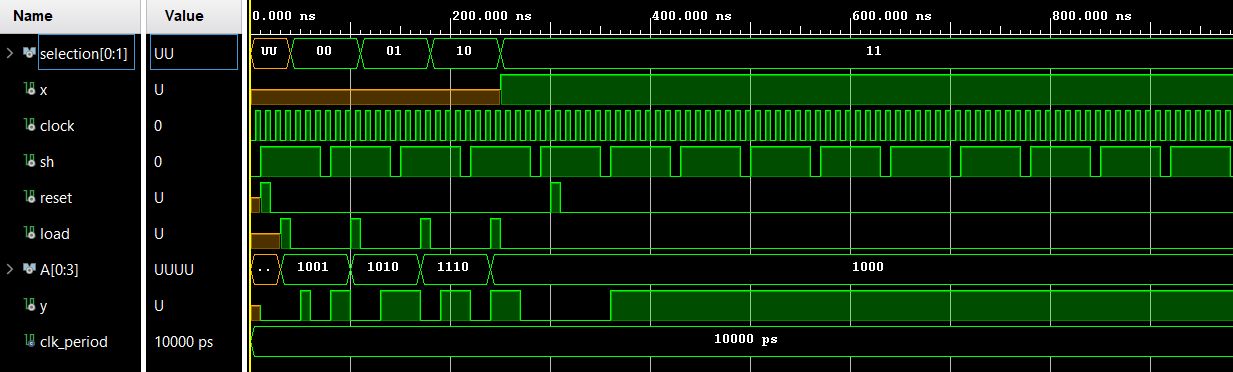 Name Value 0.000 ns 200.000 ns 400.000 ns 600.000 ns 800.000 ns
selection[0:1] UU UU 00 01 10 11
x U
clock 0
sh 0
reset U
load U
A[0:3] UUUU .. 1001 1010 1110 1000
y U
clk_period 10000 ps 10000 ps